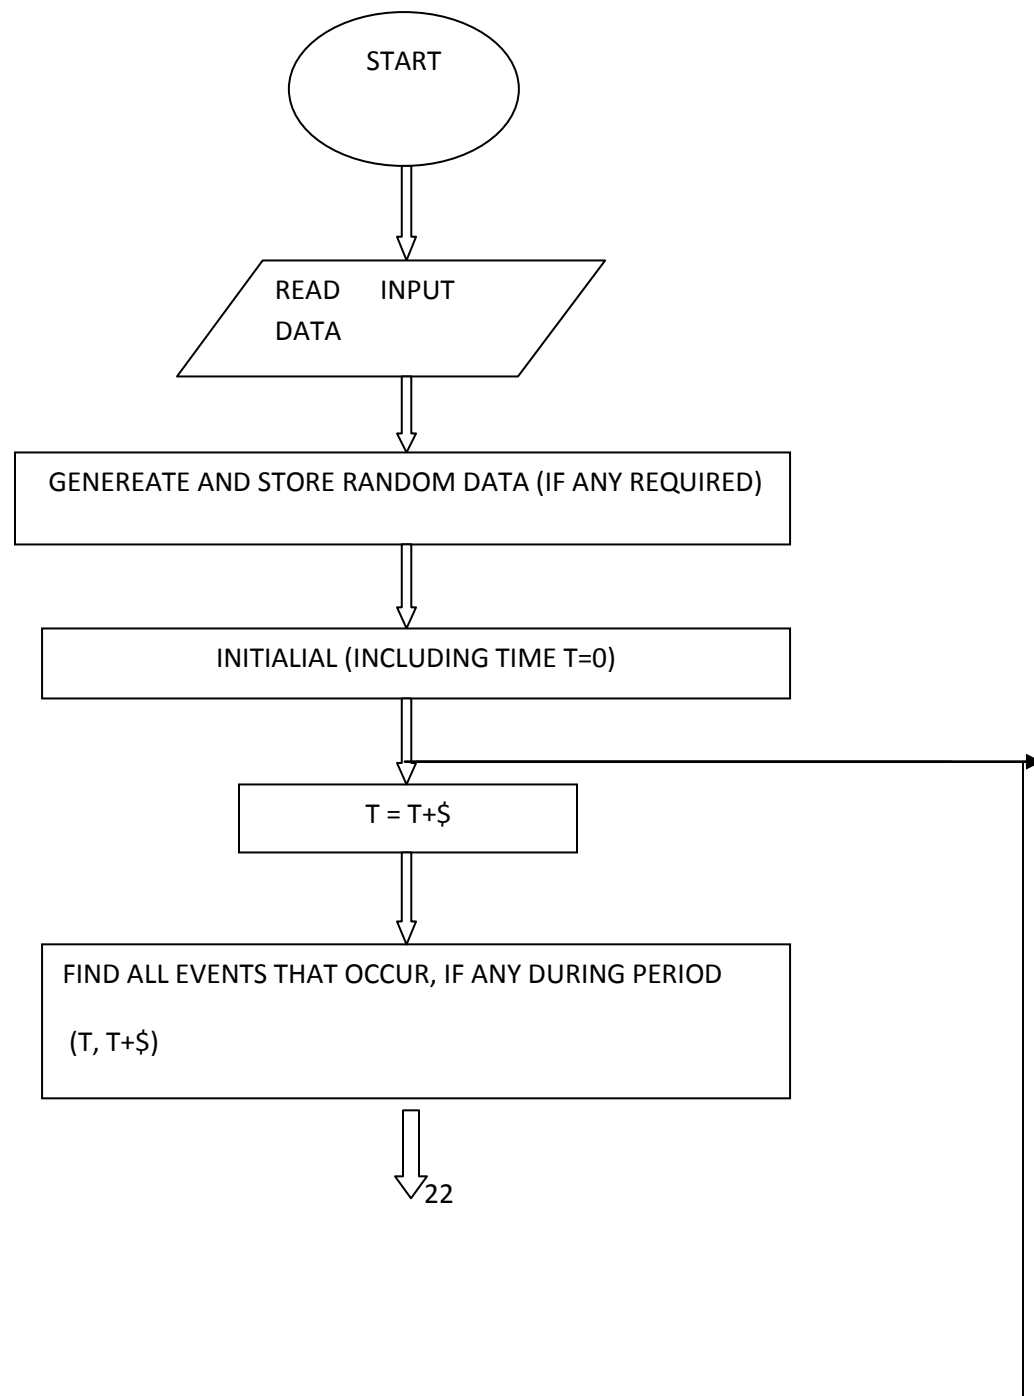 START
READ INPUT
DATA
GENEREATE AND STORE RANDOM DATA (IF ANY REQUIRED)
INITIALIAL (INCLUDING TIME T=0)
T = T+$
FIND ALL EVENTS THAT OCCUR, IF ANY DURING PERIOD
(T, T+$)
22